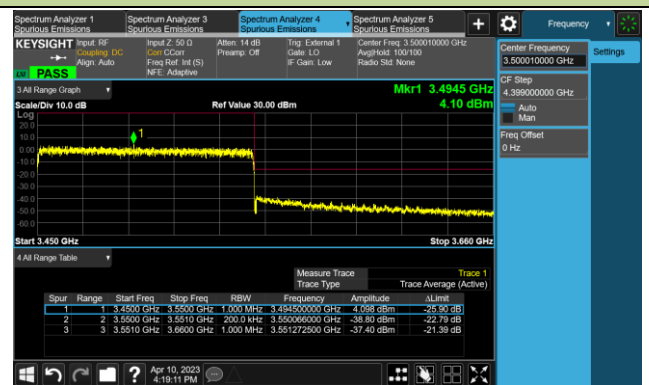 Spectrum Analyzer 1
Spurious Emissions
Spectrum Analyzer 3
Spurious Emissions
Spectrum Analyzer 4
Spurious Emissions
Spectrum Analyzer 5
Spurious Emissions
+
Frequency
KEYSIGHT
Input: RF
Coupling: DC
Align: Auto
Input Z: 50 Ω
Corr CCorr
Freq Ref: Int (S)
NFE: Adaptive
Atten: 14 dB
Preamp: Off
Trig: External 1
Gate: LO
IF Gain: Low
Center Freq: 3.500010000 GHz
Avg|Hold: 100/100
Radio Std: None
PASS
Center Frequency
3.500010000 GHz
Settings
CF Step
4.399000000 GHz
Auto
Man
Freq Offset
0 Hz
3 All Range Graph
Mkr1 3.4945 GHz
4.10 dBm
Scale/Div 10.0 dB
Ref Value 30.00 dBm
Log
20.0
10.0
0.00
-10.0
-20.0
-30.0
-40.0
-50.0
-60.0
1
Start 3.450 GHz
Stop 3.660 GHz
4 All Range Table
Measure Trace Trace 1
Trace Type Trace Average (Active)
Spur Range Start Freq Stop Freq RBW Frequency Amplitude ΔLimit
1 1 3.4500 GHz 3.5500 GHz 1.000 MHz 3.494500000 GHz 4.098 dBm -25.90 dB
2 2 3.5500 GHz 3.5510 GHz 200.0 kHz 3.550066000 GHz -38.80 dBm -22.79 dB
3 3 3.5510 GHz 3.6600 GHz 1.000 MHz 3.551272500 GHz -37.40 dBm -21.39 dB
?
Apr 10, 2023
4:19:11 PM